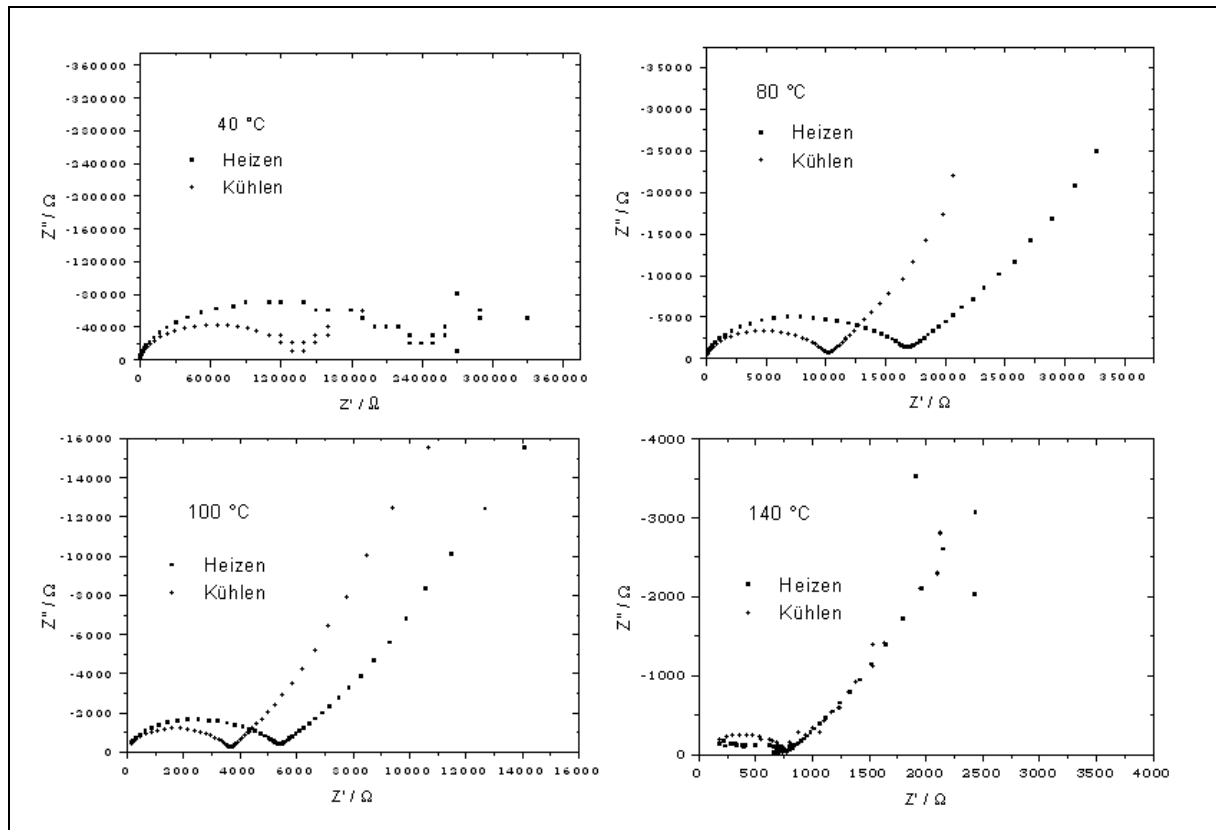 -360000
-320000
-280000
-240000
-200000
-160000
-120000
-80000
-40000
0
Z'' / Ω
40 °C
Heizen
Kühlen
0 60000 120000 180000 240000 300000 360000
Z' / Ω
-35000
-30000
-25000
-20000
-15000
-10000
-5000
0
Z'' / Ω
80 °C
Heizen
Kühlen
0 5000 10000 15000 20000 25000 30000 35000
Z' / Ω
-16000
-14000
-12000
-10000
-8000
-6000
-4000
-2000
0
Z'' / Ω
100 °C
Heizen
Kühlen
0 2000 4000 6000 8000 10000 12000 14000 16000
Z' / Ω
-4000
-3000
-2000
-1000
0
Z'' / Ω
140 °C
Heizen
Kühlen
0 500 1000 1500 2000 2500 3000 3500 4000
Z' / Ω